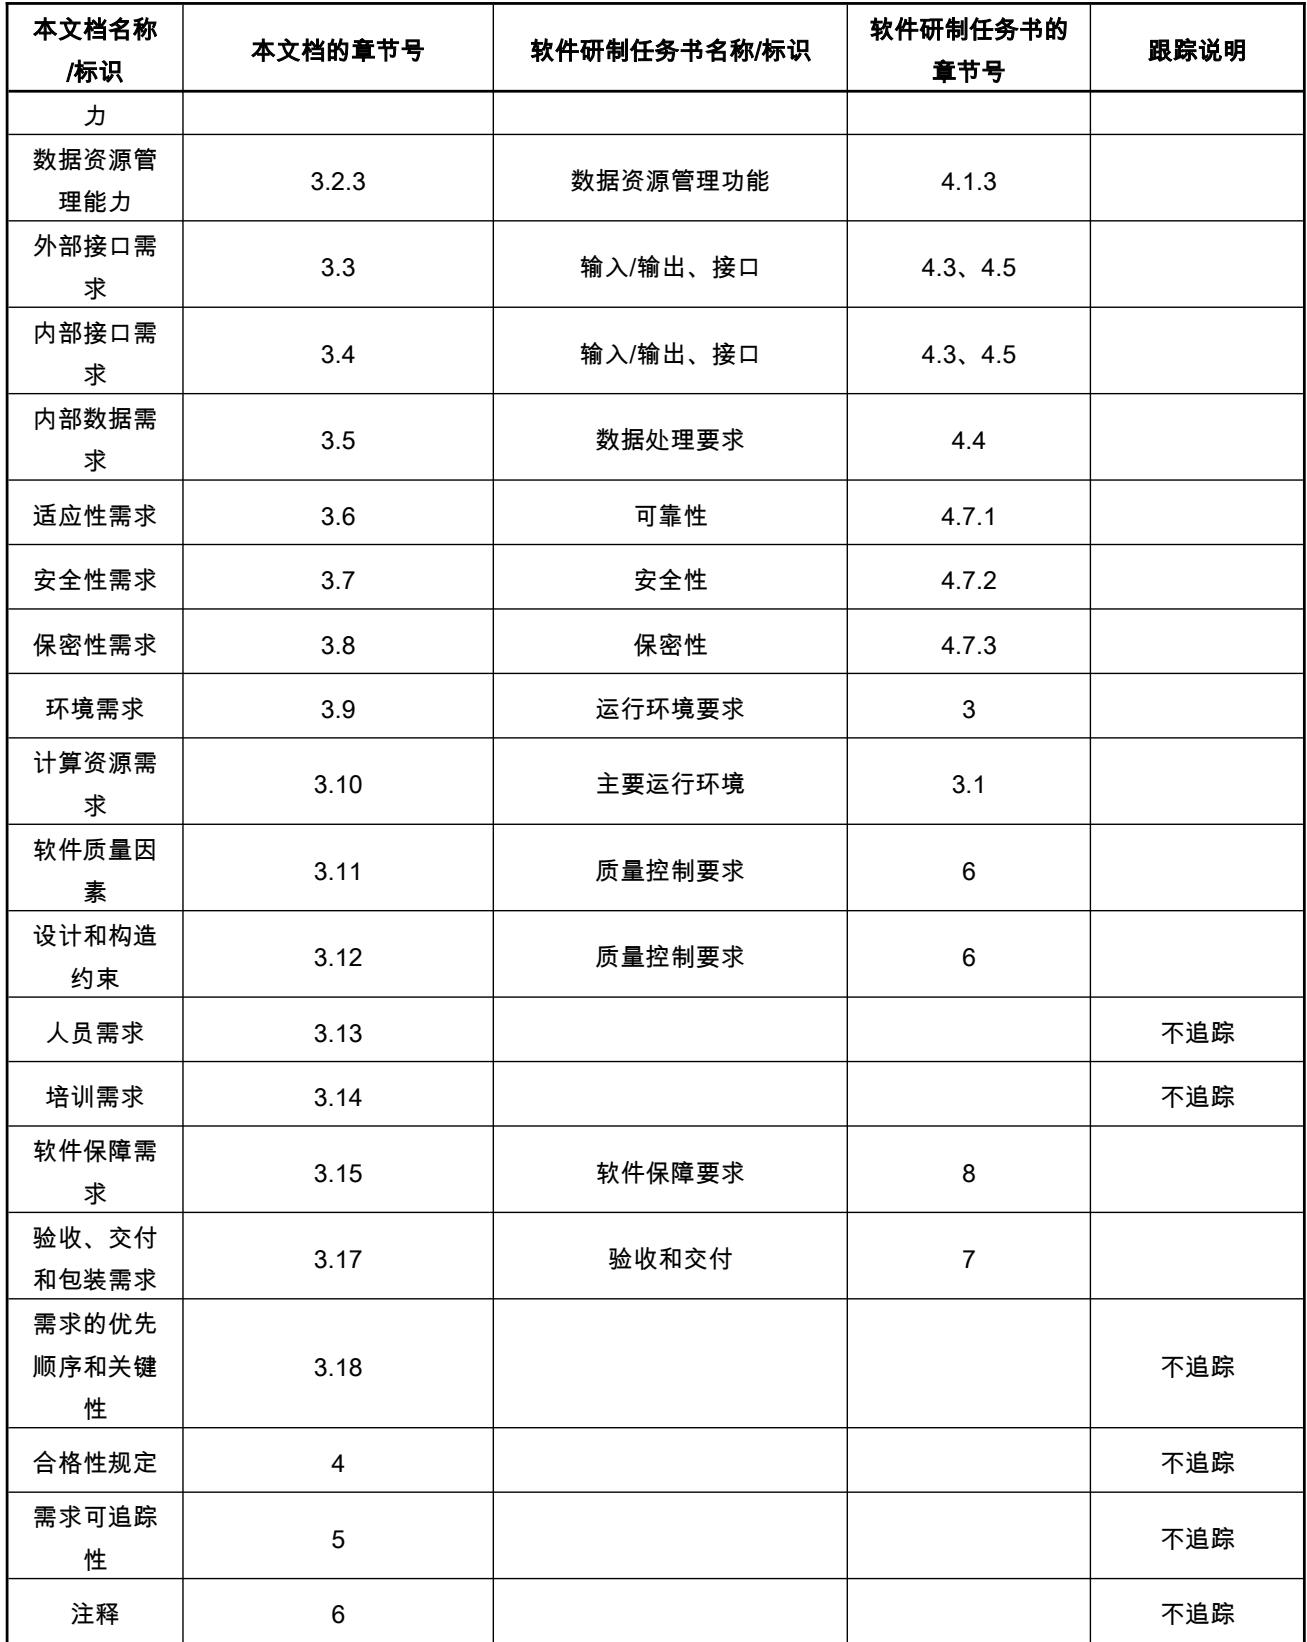 本文档名称/标识 本文档的章节号 软件研制任务书名称/标识 软件研制任务书的章节号 跟踪说明
力
数据资源管理能力 3.2.3 数据资源管理功能 4.1.3
外部接口需求 3.3 输入/输出、接口 4.3、4.5
内部接口需求 3.4 输入/输出、接口 4.3、4.5
内部数据需求 3.5 数据处理要求 4.4
适应性需求 3.6 可靠性 4.7.1
安全性需求 3.7 安全性 4.7.2
保密性需求 3.8 保密性 4.7.3
环境需求 3.9 运行环境要求 3
计算资源需求 3.10 主要运行环境 3.1
软件质量因素 3.11 质量控制要求 6
设计和构造约束 3.12 质量控制要求 6
人员需求 3.13 不追踪
培训需求 3.14 不追踪
软件保障需求 3.15 软件保障要求 8
验收、交付和包装需求 3.17 验收和交付 7
需求的优先顺序和关键性 3.18 不追踪
合格性规定 4 不追踪
需求可追踪性 5 不追踪
注释 6 不追踪